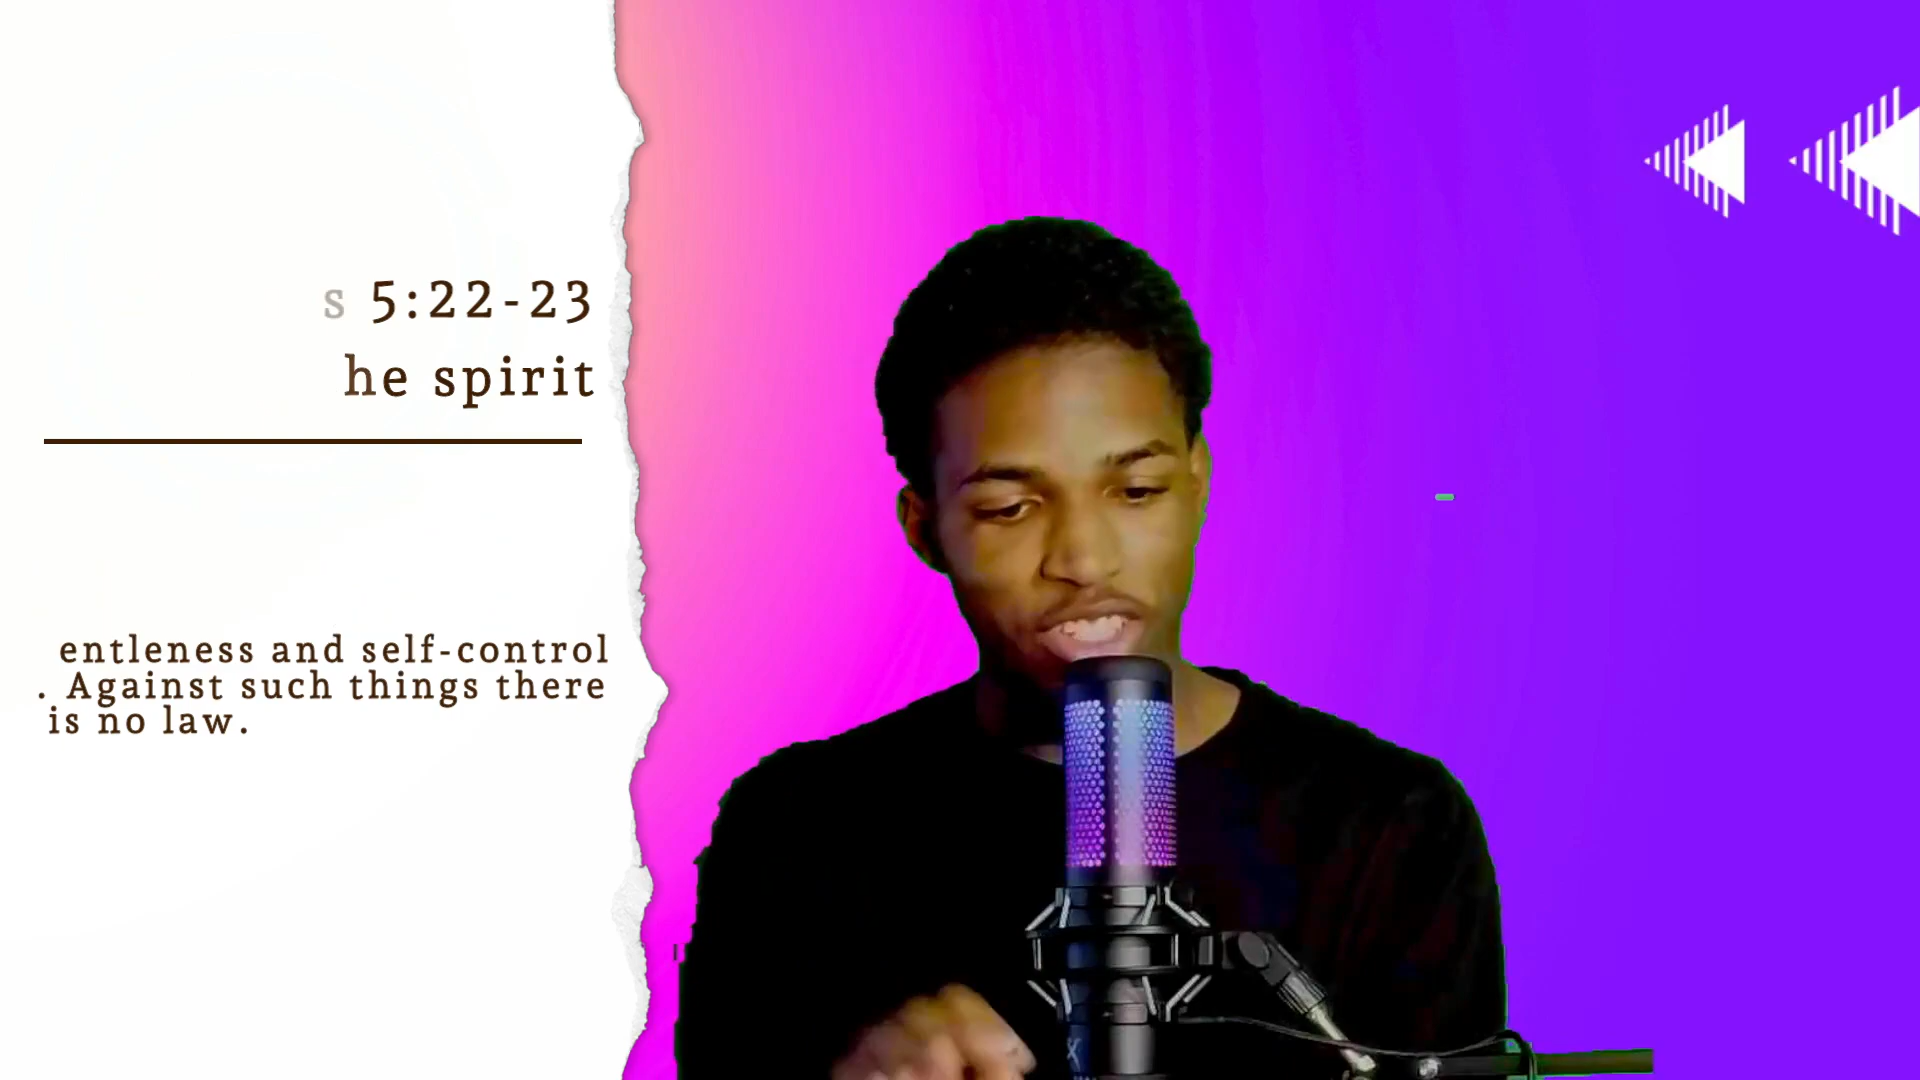 s 5:22-23
he spirit
entleness and self-control
. Against such things there
is no law.
X